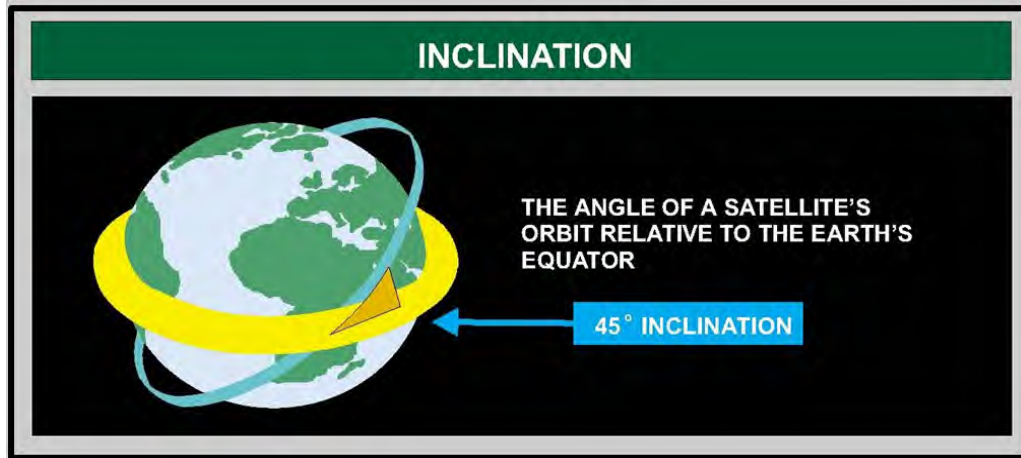 INCLINATION
THE ANGLE OF A SATELLITE'S
ORBIT RELATIVE TO THE EARTH'S
EQUATOR
45° INCLINATION